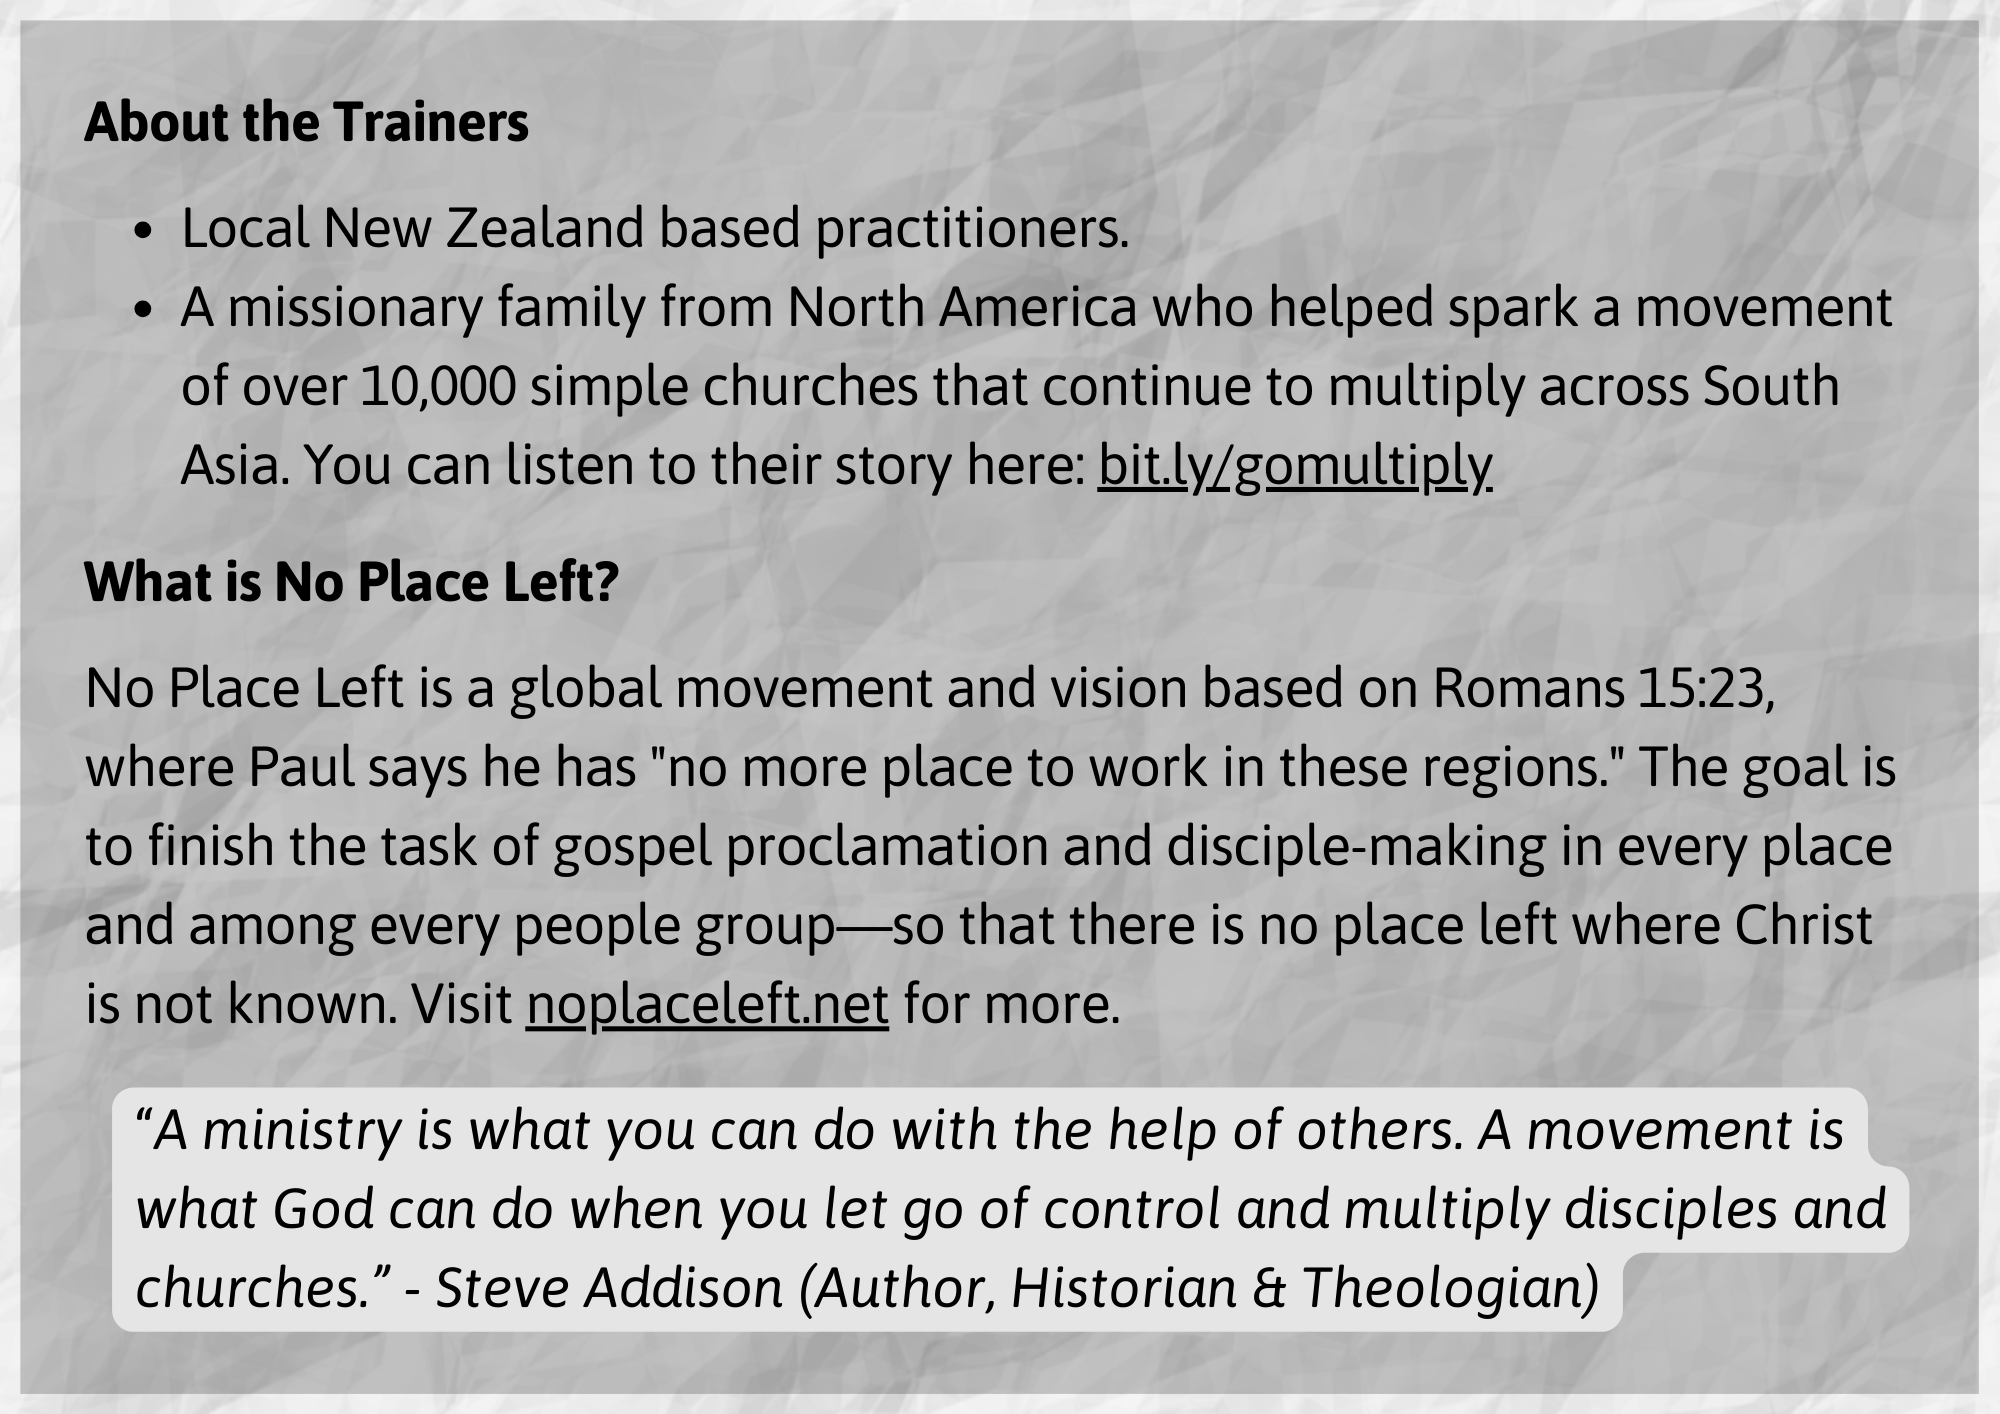 About the Trainers
• Local New Zealand based practitioners.
• A missionary family from North America who helped spark a movement
of over 10,000 simple churches that continue to multiply across South
Asia. You can listen to their story here: bit.ly/gomultiply
What is No Place Left?
No Place Left is a global movement and vision based on Romans 15:23,
where Paul says he has "no more place to work in these regions." The goal is
to finish the task of gospel proclamation and disciple-making in every place
and among every people group—so that there is no place left where Christ
is not known. Visit noplaceleft.net for more.
“A ministry is what you can do with the help of others. A movement is
what God can do when you let go of control and multiply disciples and
churches.” - Steve Addison (Author, Historian & Theologian)